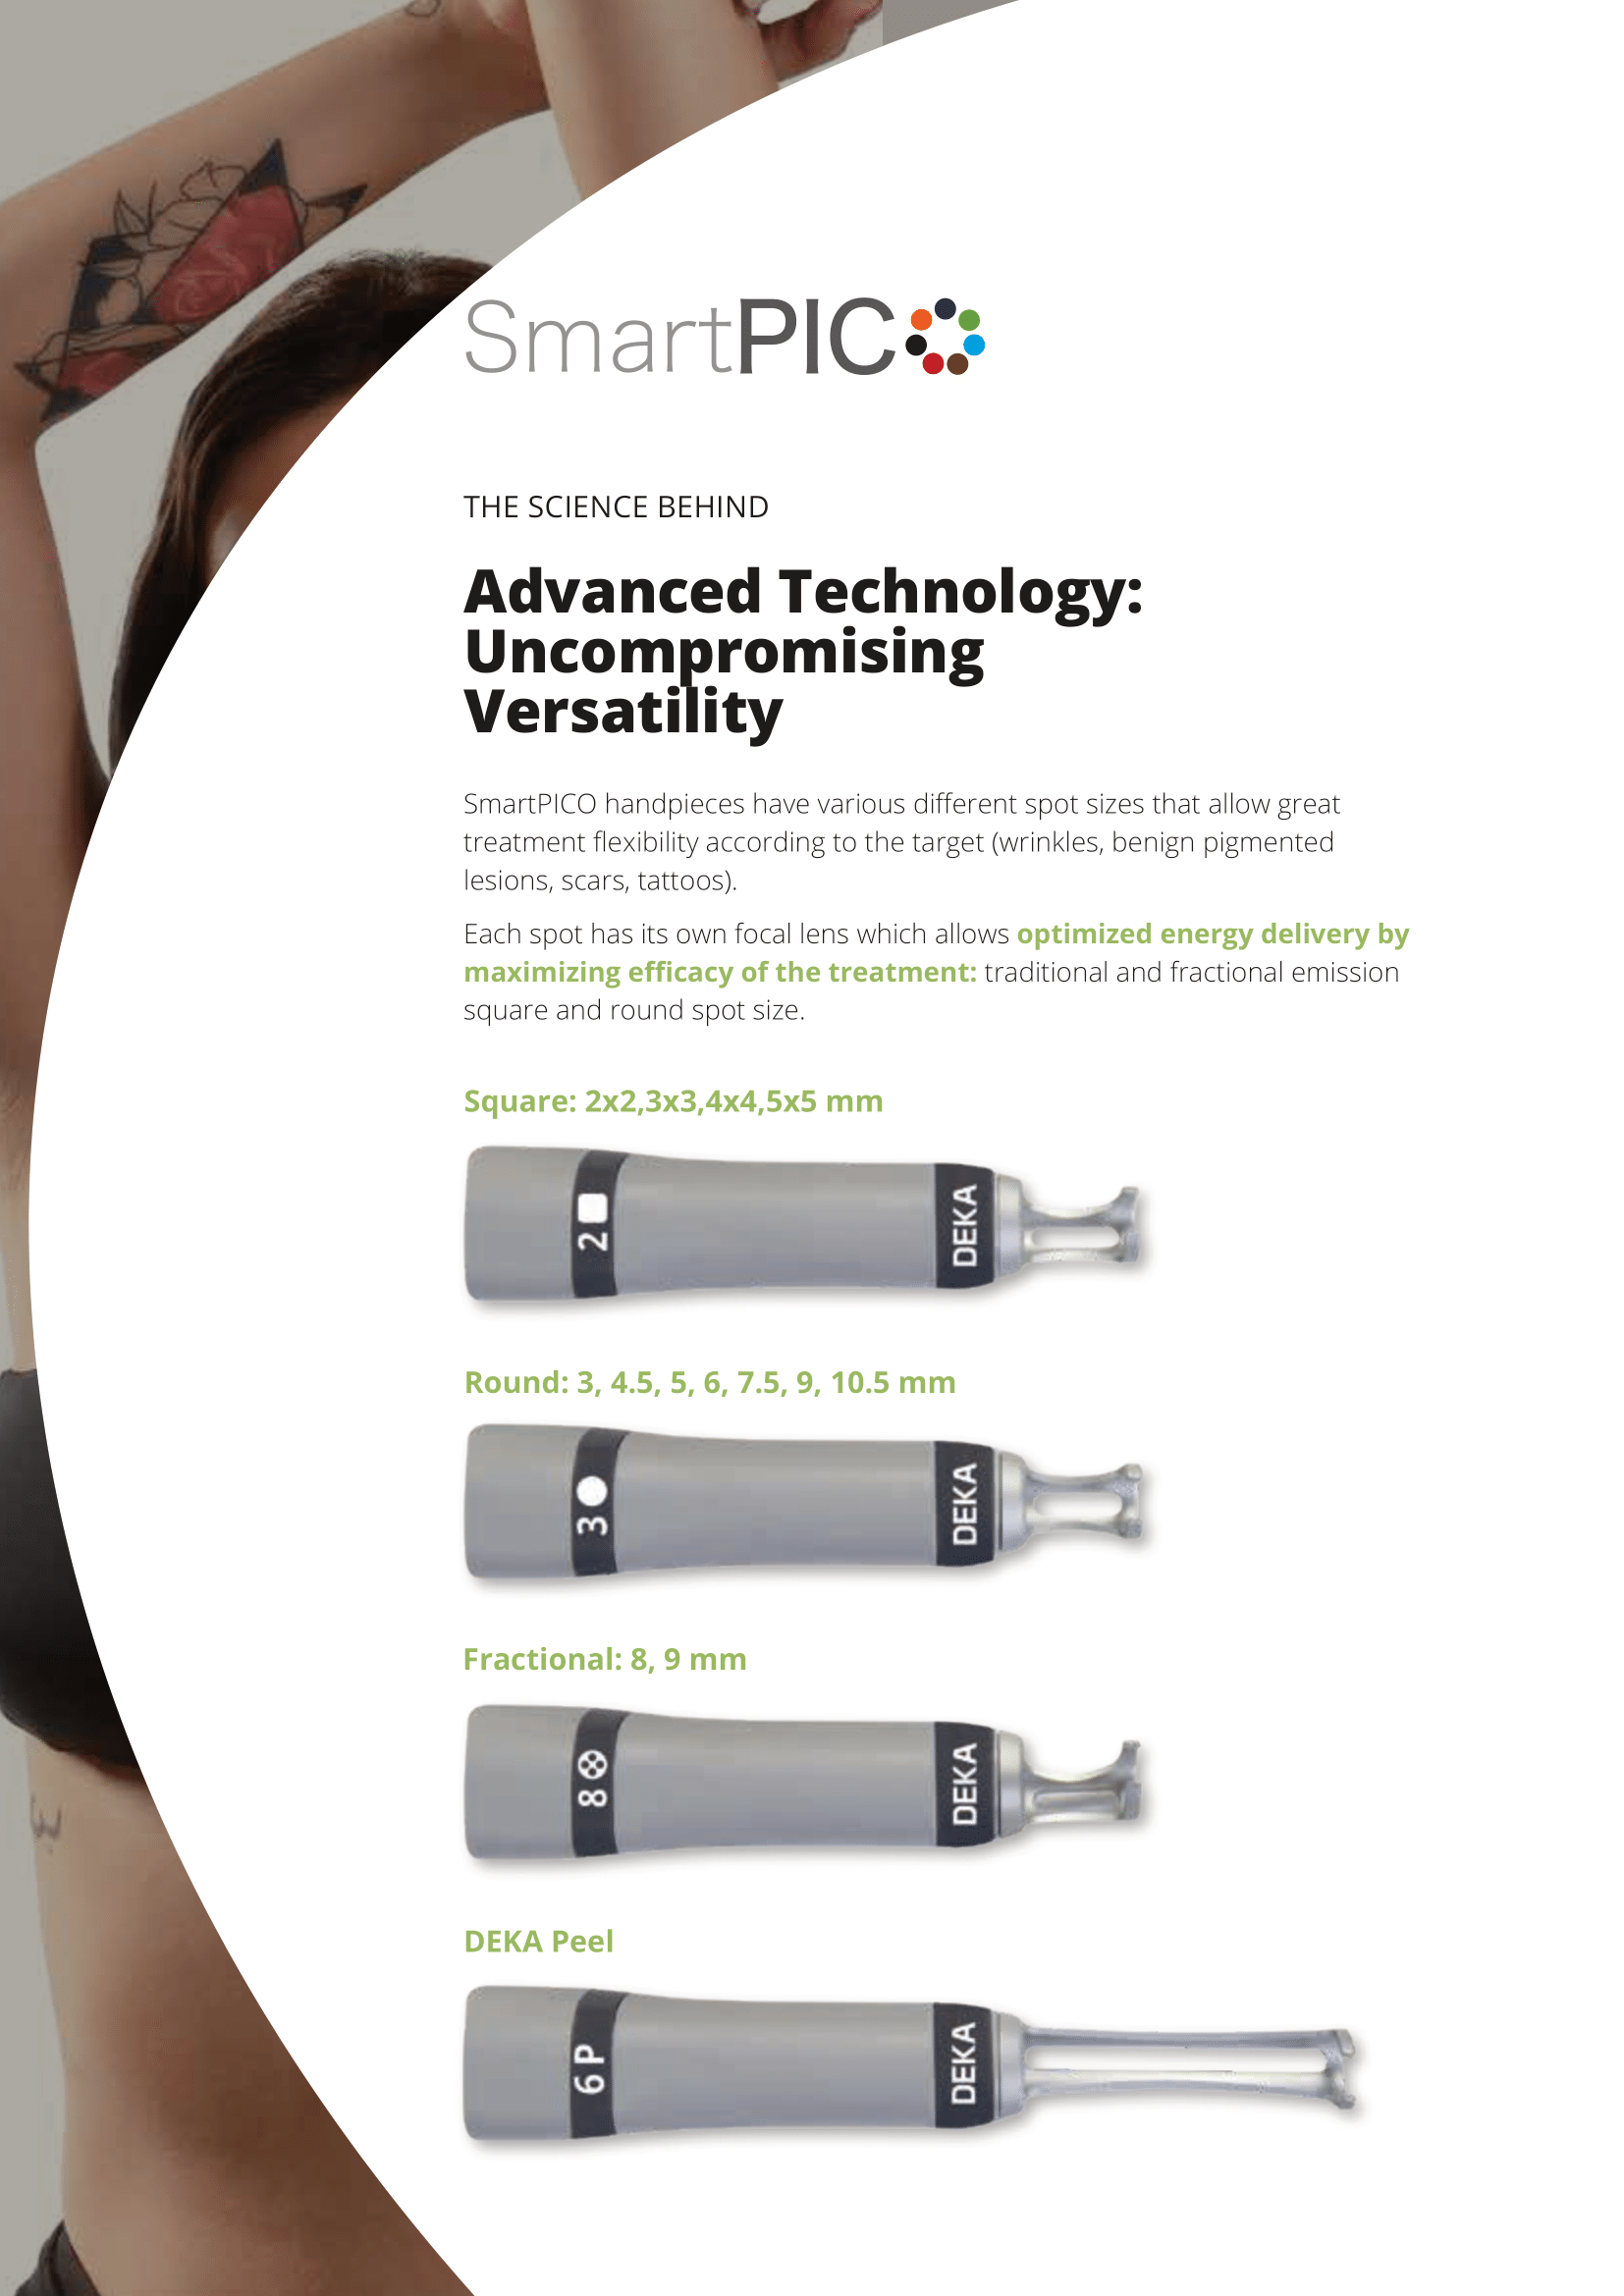 SmartPICO
THE SCIENCE BEHIND
Advanced Technology:
Uncompromising
Versatility
SmartPICO handpieces have various different spot sizes that allow great
treatment flexibility according to the target (wrinkles, benign pigmented
lesions, scars, tattoos).
Each spot has its own focal lens which allows optimized energy delivery by
maximizing efficacy of the treatment: traditional and fractional emission
square and round spot size.
Square: 2x2,3x3,4x4,5x5 mm
2
DEKA
Round: 3, 4.5, 5, 6, 7.5, 9, 10.5 mm
3
DEKA
Fractional: 8, 9 mm
8
DEKA
DEKA Peel
6 P
DEKA